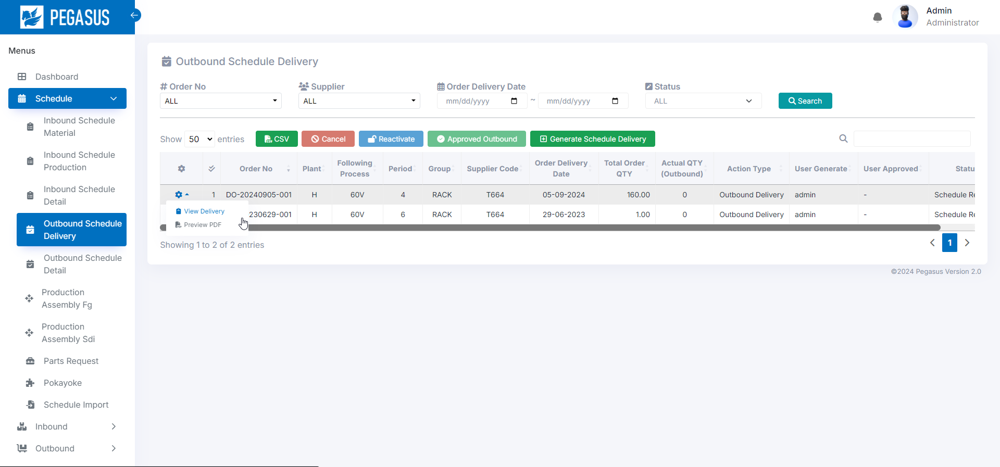 PEGASUS
Admin
Administrator
Menus
Dashboard
Schedule
Inbound Schedule
Material
Inbound Schedule
Production
Inbound Schedule
Detail
Outbound Schedule
Delivery
Outbound Schedule
Detail
Production
Assembly Fg
Production
Assembly Sdi
Parts Request
Pokayoke
Schedule Import
Inbound
Outbound
Outbound Schedule Delivery
# Order No
ALL
Supplier
ALL
Order Delivery Date
mm/dd/yyyy ~ mm/dd/yyyy
Status
ALL
Search
Show 50 entries
CSV
Cancel
Reactivate
Approved Outbound
Generate Schedule Delivery
Order No
Plant
Following
Process
Period
Group
Supplier Code
Order Delivery
Date
Total Order
QTY
Actual QTY
(Outbound)
Action Type
User Generate
User Approved
Statu
1 DO-20240905-001 H 60V 4 RACK T664 05-09-2024 160.00 0 Outbound Delivery admin - Schedule Re
230629-001 H 60V 6 RACK T664 29-06-2023 1.00 0 Outbound Delivery admin - Schedule Re
View Delivery
Preview PDF
Showing 1 to 2 of 2 entries
1
©2024 Pegasus Version 2.0